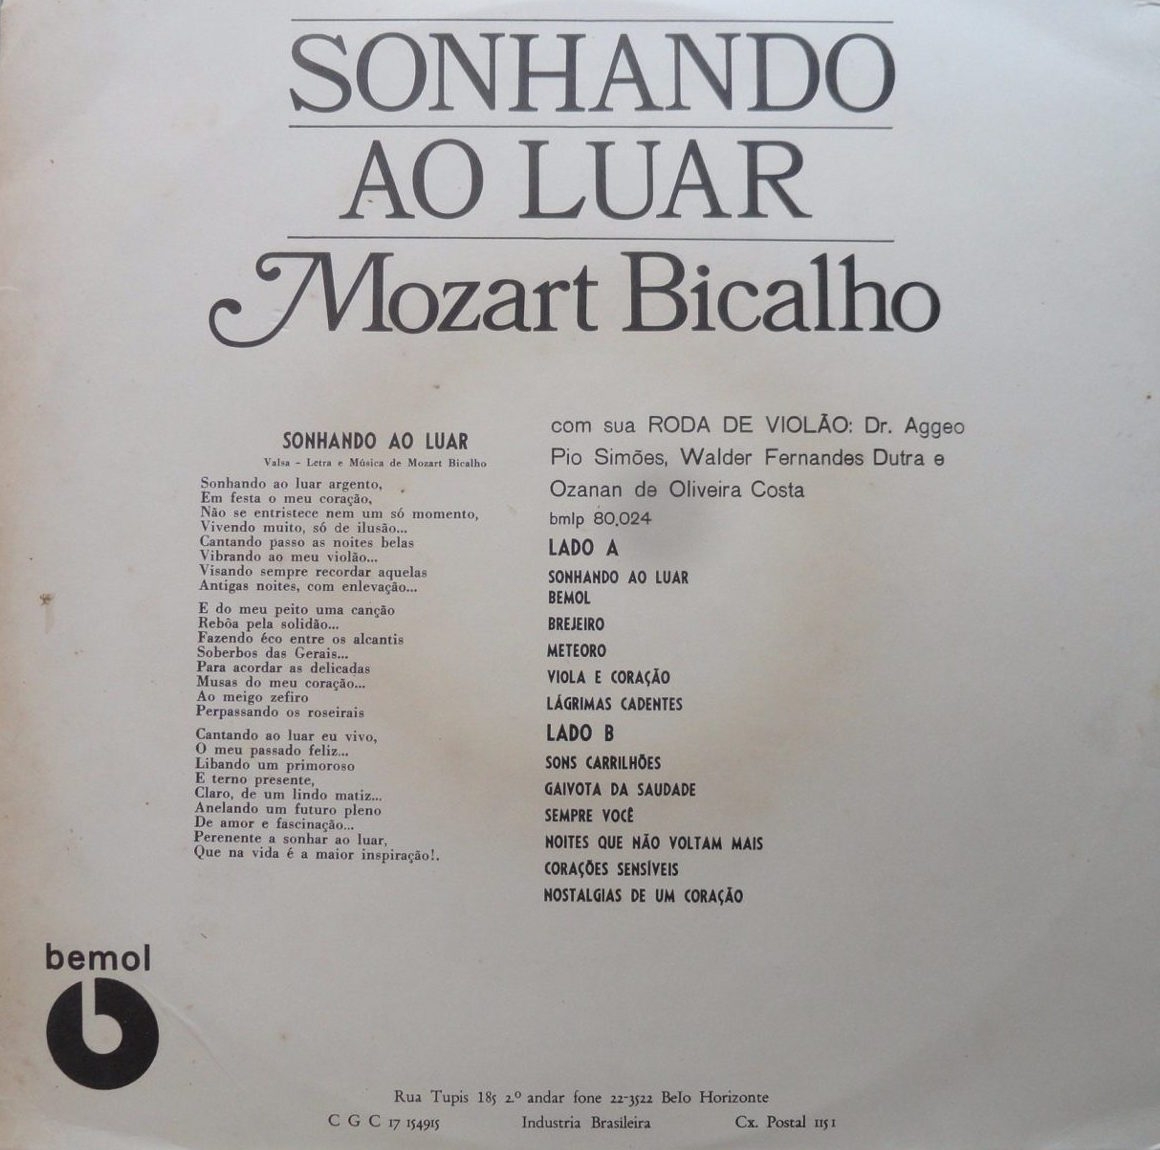 SONHANDO
AO LUAR
Mozart Bicalho
SONHANDO AO LUAR
Valsa - Letra e Música de Mozart Bicalho
Sonhando ao luar argento,
Em festa o meu coração,
Não se entristece nem um só momento,
Vivendo muito, só de ilusão...
Cantando passo as noites belas
Vibrando ao meu violão...
Visando sempre recordar aquelas
Antigas noites, com enlevação...
E do meu peito uma canção
Rebôa pela solidão...
Fazendo éco entre os alcantis
Soberbos das Gerais...
Para acordar as delicadas
Musas do meu coração...
Ao meigo zefiro
Perpassando os roseirais
Cantando ao luar eu vivo,
O meu passado feliz...
Libando um primoroso
E terno presente,
Claro, de um lindo matiz...
Anelando um futuro pleno
De amor e fascinação...
Perenente a sonhar ao luar,
Que na vida é a maior inspiração!.
com sua RODA DE VIOLÃO: Dr. Aggeo
Pio Simões, Walder Fernandes Dutra e
Ozanan de Oliveira Costa
bmlp 80.024
LADO A
SONHANDO AO LUAR
BEMOL
BREJEIRO
METEORO
VIOLA E CORAÇÃO
LÁGRIMAS CADENTES
LADO B
SONS CARRILHÕES
GAIVOTA DA SAUDADE
SEMPRE VOCÊ
NOITES QUE NÃO VOLTAM MAIS
CORAÇÕES SENSÍVEIS
NOSTALGIAS DE UM CORAÇÃO
bemol
b
Rua Tupis 185 2.º andar fone 22-3522 Belo Horizonte
C G C 17 154915 Industria Brasileira Cx. Postal 1151